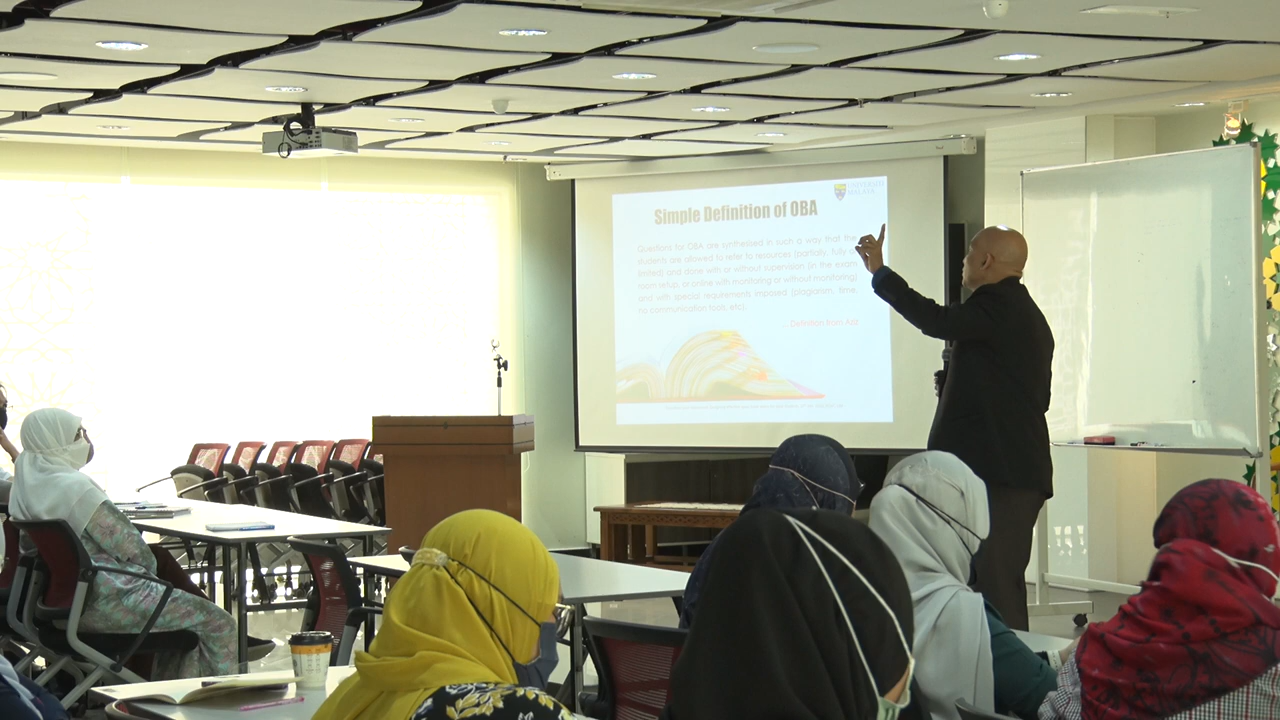 UNIVERSITI
MALAYA
Simple Definition of OBA
Questions for OBA are synthesised in such a way that the
students are allowed to refer to resources (partially, fully or
limited) and done with or without supervision (in the exam
room setup, or online with monitoring or without monitoring)
and with special requirements imposed (plagiarism, time,
no communication tools, etc).
... Definition from Azz